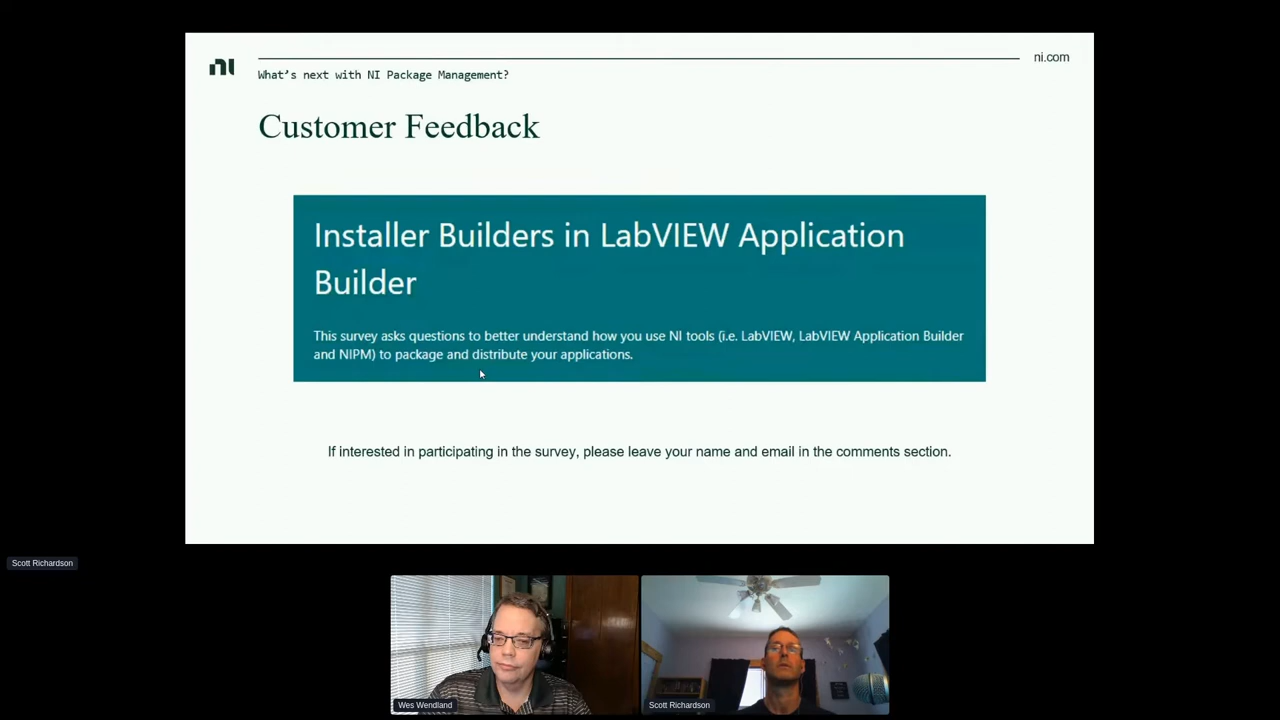 ni
ni.com
What's next with NI Package Management?
Customer Feedback
Installer Builders in LabVIEW Application
Builder
This survey asks questions to better understand how you use NI tools (i.e. LabVIEW, LabVIEW Application Builder
and NIPM) to package and distribute your applications.
If interested in participating in the survey, please leave your name and email in the comments section.
Scott Richardson
Wes Wendland
Scott Richardson